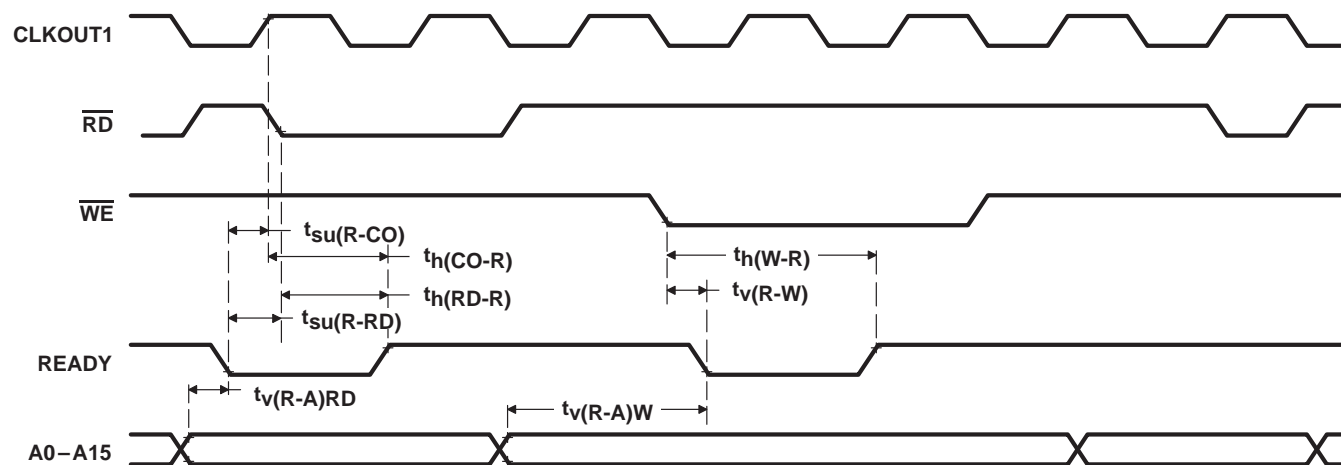 CLKOUT1
RD
WE
tsu(R-CO)
th(CO-R)
th(W-R)
th(RD-R)
tv(R-W)
tsu(R-RD)
READY
tv(R-A)RD
tv(R-A)W
A0–A15